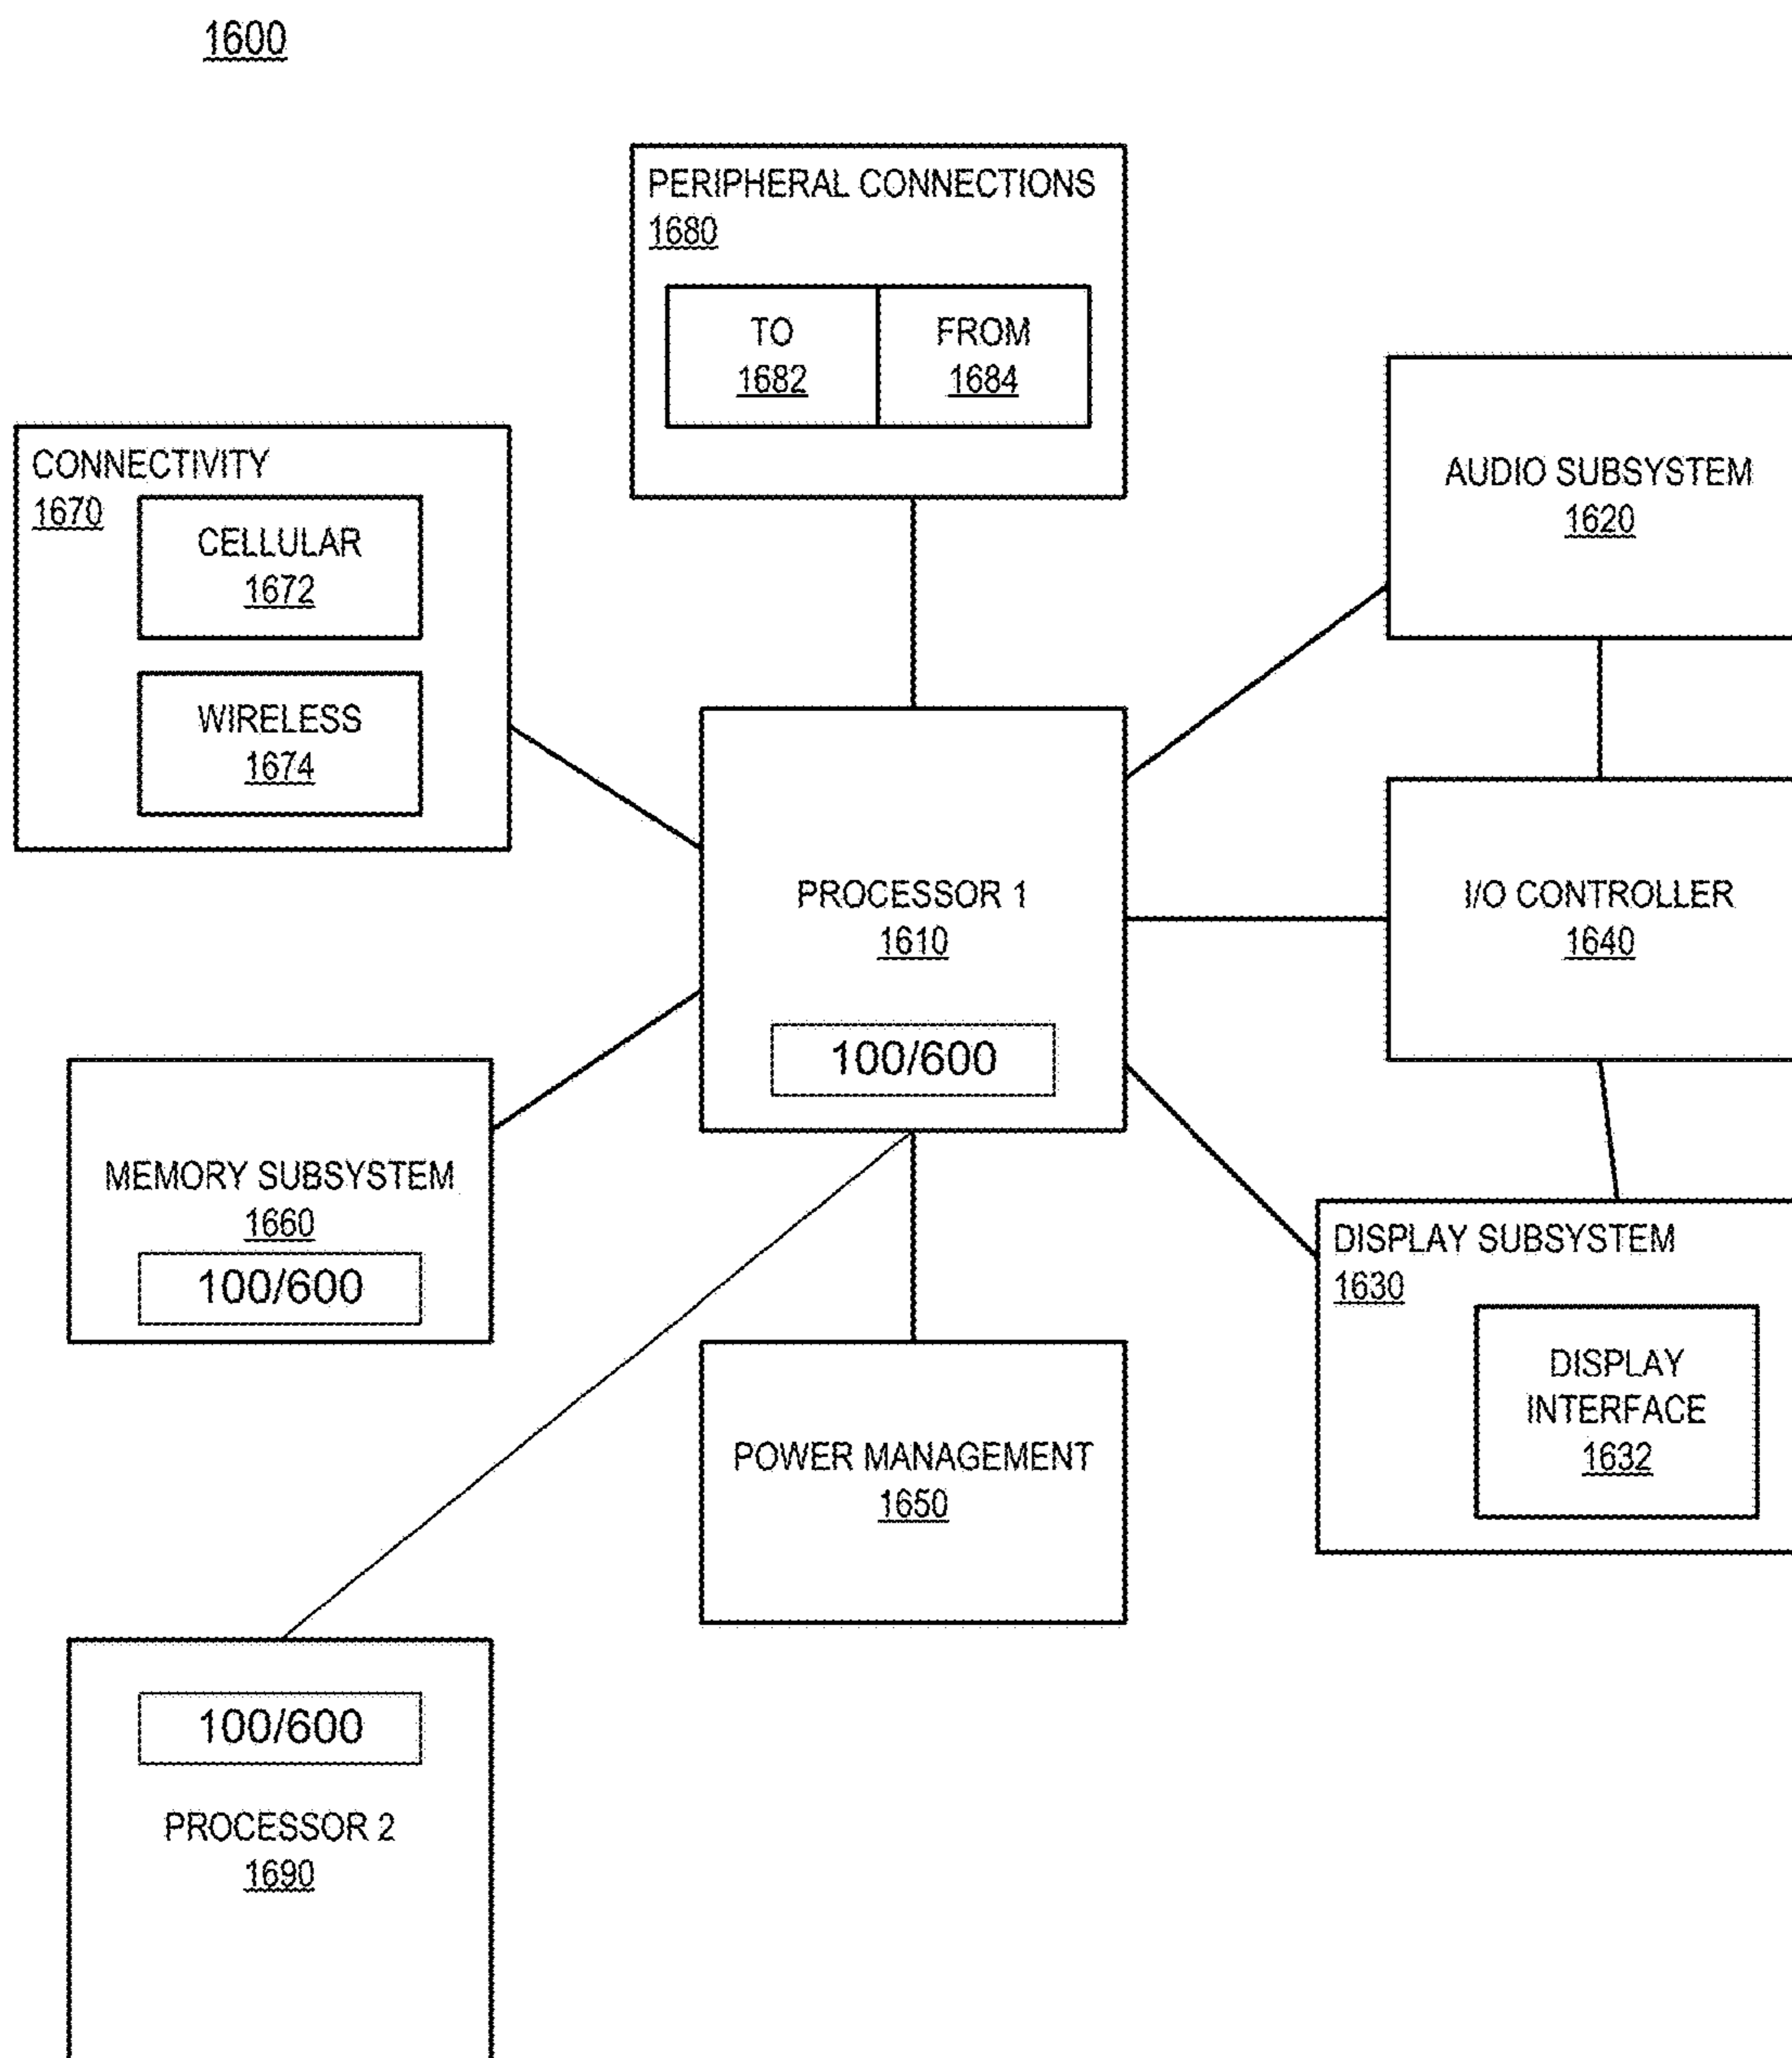 1600
PERIPHERAL CONNECTIONS
1680
TO
1682
FROM
1684
CONNECTIVITY
1670
CELLULAR
1672
WIRELESS
1674
AUDIO SUBSYSTEM
1620
PROCESSOR 1
1610
100/600
I/O CONTROLLER
1640
MEMORY SUBSYSTEM
1660
100/600
DISPLAY SUBSYSTEM
1630
DISPLAY
INTERFACE
1632
POWER MANAGEMENT
1650
100/600
PROCESSOR 2
1690